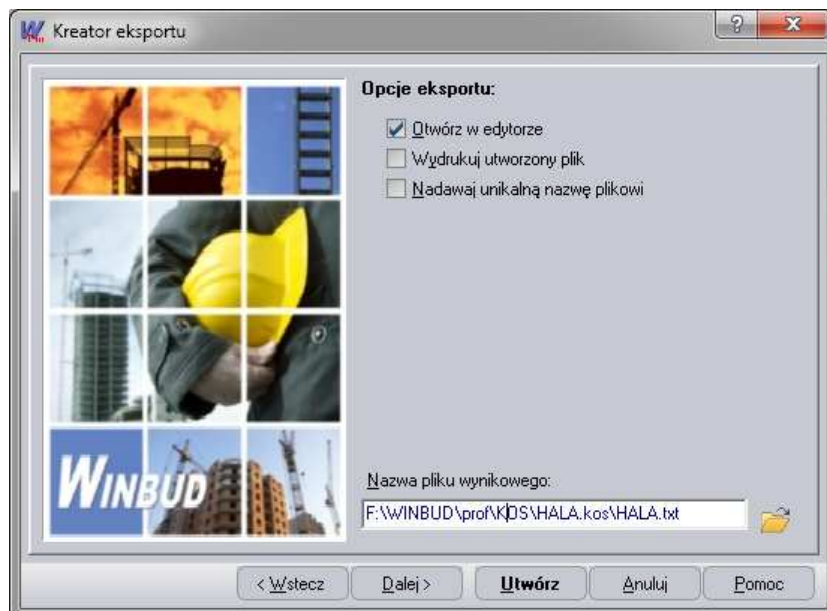 Kreator eksportu
Opcje eksportu:
Otwórz w edytorze
Wydrukuj utworzony plik
Nadawaj unikalną nazwę plikowi
WINBUD
Nazwa pliku wynikowego:
F:\WINBUD\prof\KOS\HALA.kos\HALA.txt
< Wstecz Dalej > Utwórz Anuluj Pomoc